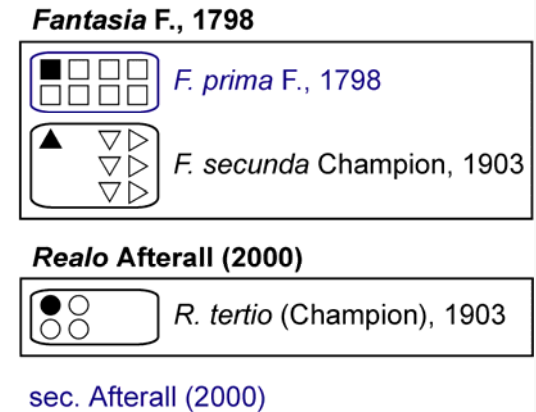 Fantasia F., 1798
F. prima F., 1798
F. secunda Champion, 1903
Realo Afterall (2000)
R. tertio (Champion), 1903
sec. Afterall (2000)